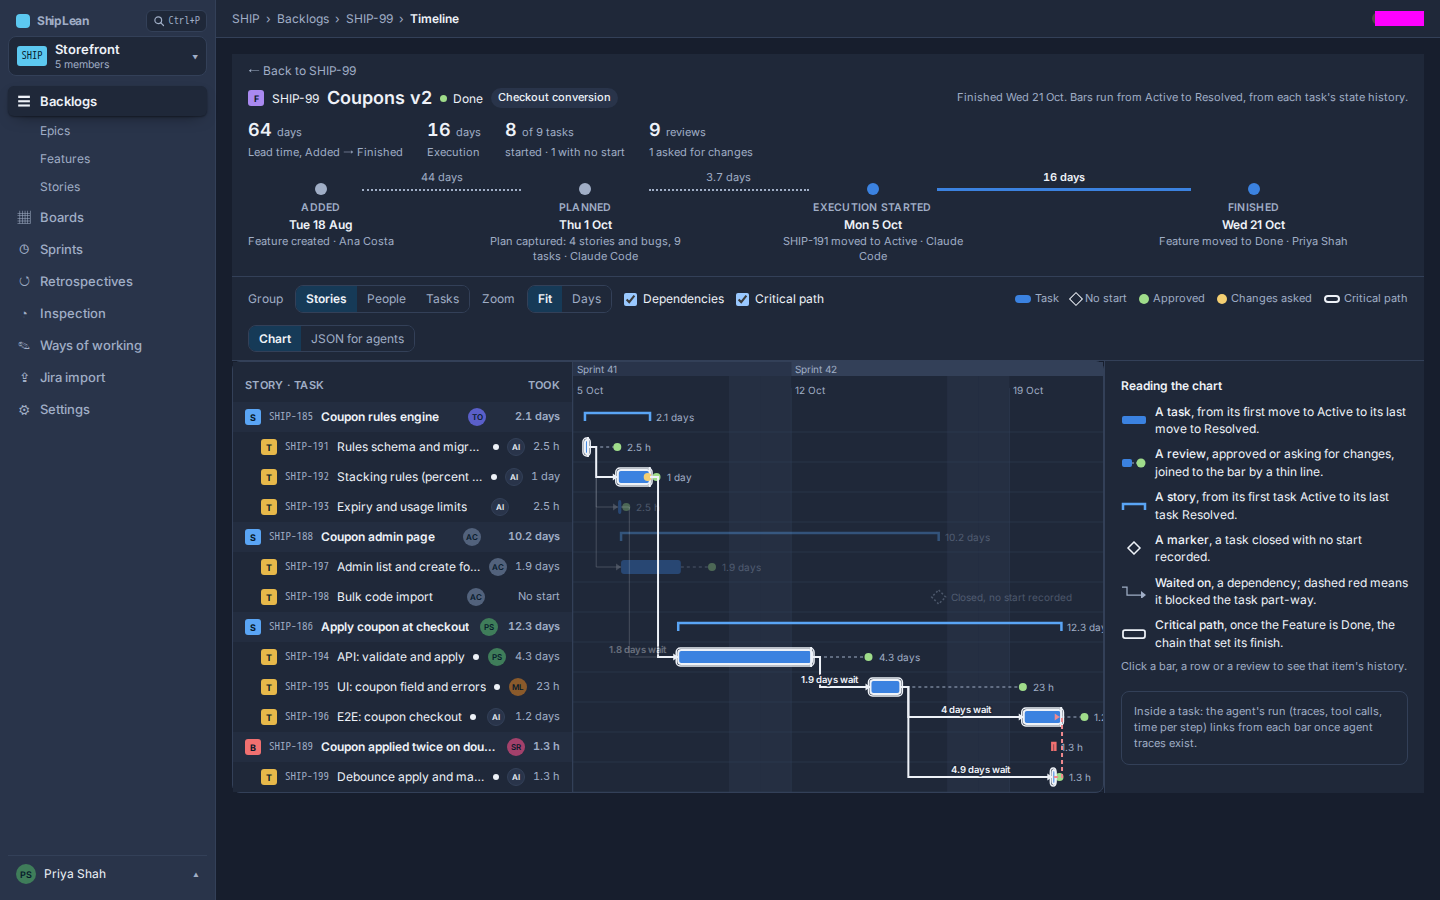 ShipLean
Ctrl+P
SHIP
Storefront
5 members
Backlogs
Epics
Features
Stories
Boards
Sprints
Retrospectives
Inspection
Ways of working
Jira import
Settings
PS Priya Shah
SHIP › Backlogs › SHIP-99 › Timeline
← Back to SHIP-99
F SHIP-99 Coupons v2 Done Checkout conversion
Finished Wed 21 Oct. Bars run from Active to Resolved, from each task's state history.
64 days
Lead time, Added → Finished
16 days
Execution
8 of 9 tasks
started · 1 with no start
9 reviews
1 asked for changes
44 days
3.7 days
16 days
ADDED
Tue 18 Aug
Feature created · Ana Costa
PLANNED
Thu 1 Oct
Plan captured: 4 stories and bugs, 9
tasks · Claude Code
EXECUTION STARTED
Mon 5 Oct
SHIP-191 moved to Active · Claude
Code
FINISHED
Wed 21 Oct
Feature moved to Done · Priya Shah
Group Stories People Tasks Zoom Fit Days Dependencies Critical path
Task No start Approved Changes asked Critical path
Chart JSON for agents
STORY · TASK TOOK
Sprint 41 Sprint 42
5 Oct 12 Oct 19 Oct
S SHIP-185 Coupon rules engine TO 2.1 days 2.1 days
T SHIP-191 Rules schema and migr... AI 2.5 h 2.5 h
T SHIP-192 Stacking rules (percent ... AI 1 day 1 day
T SHIP-193 Expiry and usage limits AI 2.5 h 2.5 h
S SHIP-188 Coupon admin page AC 10.2 days 10.2 days
T SHIP-197 Admin list and create fo... AC 1.9 days 1.9 days
T SHIP-198 Bulk code import AC No start Closed, no start recorded
S SHIP-186 Apply coupon at checkout PS 12.3 days 12.3 day
T SHIP-194 API: validate and apply PS 4.3 days 1.8 days wait 4.3 days
T SHIP-195 UI: coupon field and errors ML 23 h 1.9 days wait 23 h
T SHIP-196 E2E: coupon checkout AI 1.2 days 4 days wait 1.2
B SHIP-189 Coupon applied twice on dou... SR 1.3 h 1.3 h
T SHIP-199 Debounce apply and ma... AI 1.3 h 4.9 days wait 1.3 h
Reading the chart
A task, from its first move to Active to its last
move to Resolved.
A review, approved or asking for changes,
joined to the bar by a thin line.
A story, from its first task Active to its last
task Resolved.
A marker, a task closed with no start
recorded.
Waited on, a dependency; dashed red means
it blocked the task part-way.
Critical path, once the Feature is Done, the
chain that set its finish.
Click a bar, a row or a review to see that item's history.
Inside a task: the agent's run (traces, tool calls,
time per step) links from each bar once agent
traces exist.